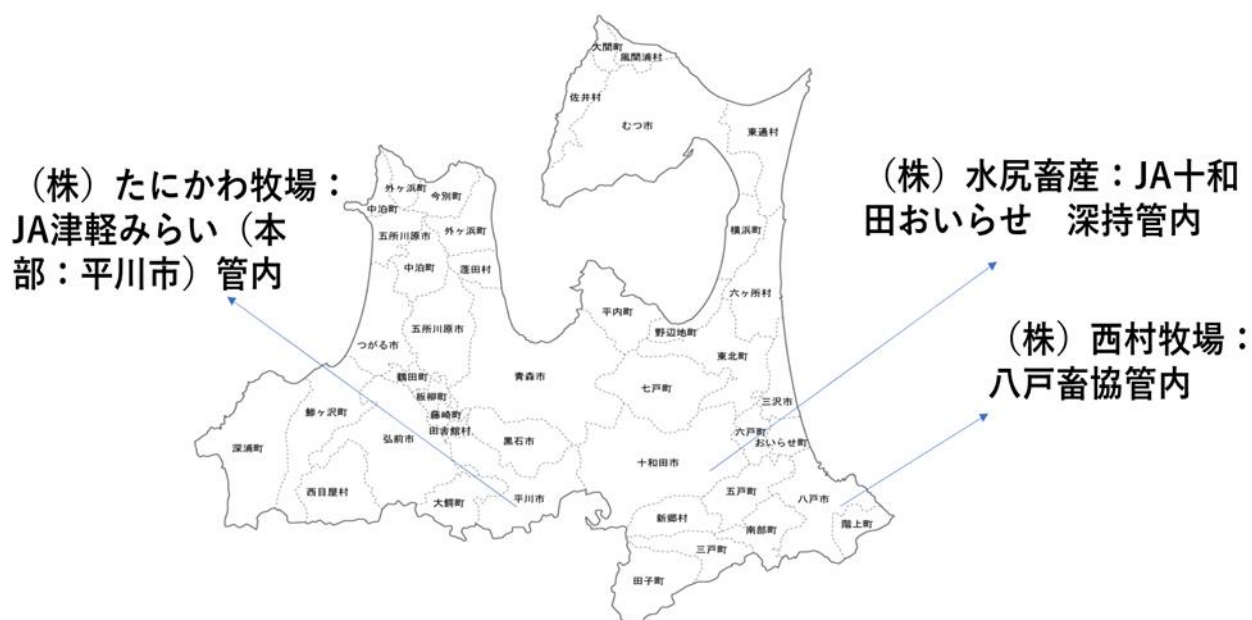 大間町
風間浦村
佐井村
むつ市
東通村
（株）たにかわ牧場：
JA津軽みらい（本
部：平川市）管内
（株）水尻畜産：JA十和
田おいらせ　深持管内
（株）西村牧場：
八戸畜協管内
外ヶ浜町
今別町
中泊町
五所川原市
外ヶ浜町
中泊町
蓬田村
横浜町
六ヶ所村
平内町
野辺地町
東北町
五所川原市
つがる市
青森市
七戸町
鶴田町
板柳町
藤崎町
田舎館村
三沢市
六戸町
おいらせ町
鰺ヶ沢町
弘前市
黒石市
深浦町
十和田市
西目屋村
大鰐町
平川市
五戸町
八戸市
新郷村
南部町
階上町
三戸町
田子町